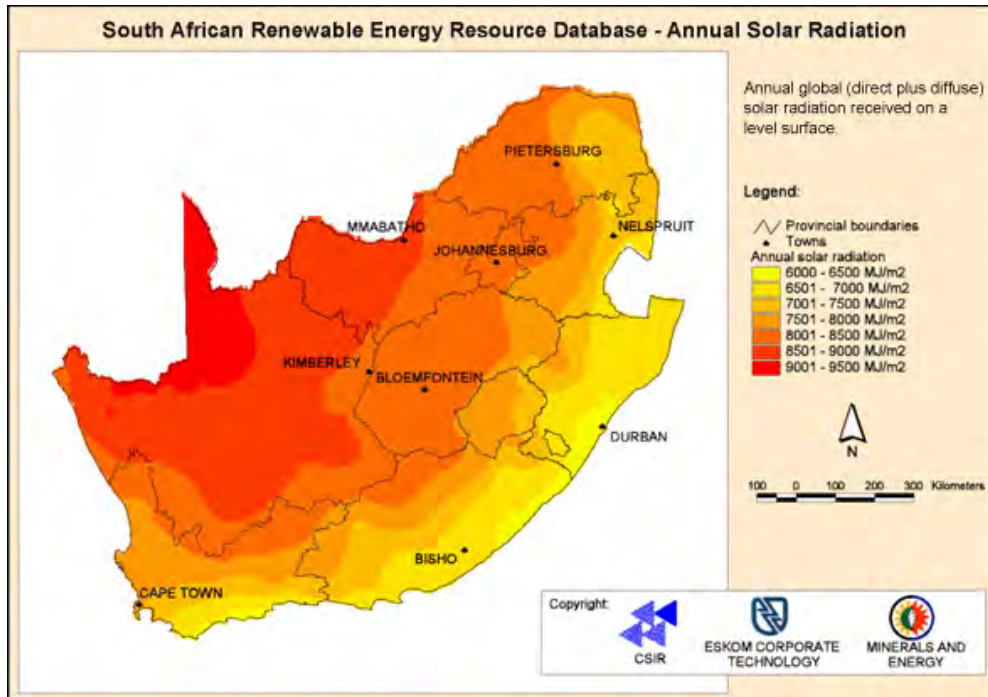 South African Renewable Energy Resource Database - Annual Solar Radiation
Annual global (direct plus diffuse)
solar radiation received on a
level surface.
PIETERSBURG
MMABATHO
NELSPRUIT
JOHANNESBURG
KIMBERLEY
BLOEMFONTEIN
DURBAN
BISHO
CAPE TOWN
Legend:
Provincial boundaries
Towns
Annual solar radiation
6000 - 6500 MJ/m2
6501 - 7000 MJ/m2
7001 - 7500 MJ/m2
7501 - 8000 MJ/m2
8001 - 8500 MJ/m2
8501 - 9000 MJ/m2
9001 - 9500 MJ/m2
N
100 0 100 200 300 Kilometers
Copyright:
CSIR
ESKOM CORPORATE
TECHNOLOGY
MINERALS AND
ENERGY